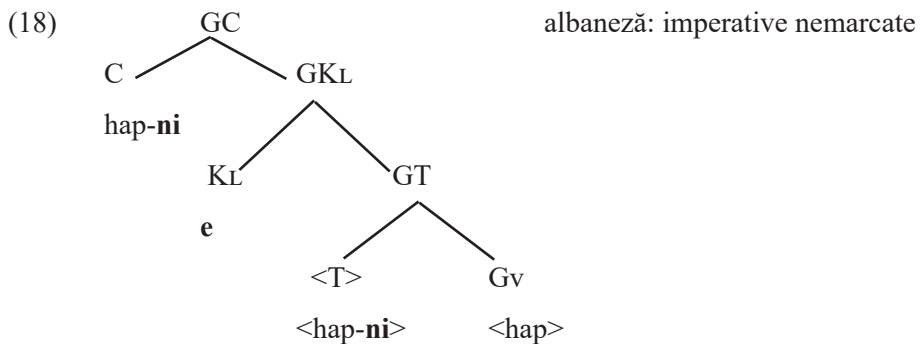 (18) GC albaneză: imperative nemarcate
C GKL
hap-ni
KL GT
e
<T> Gv
<hap-ni> <hap>